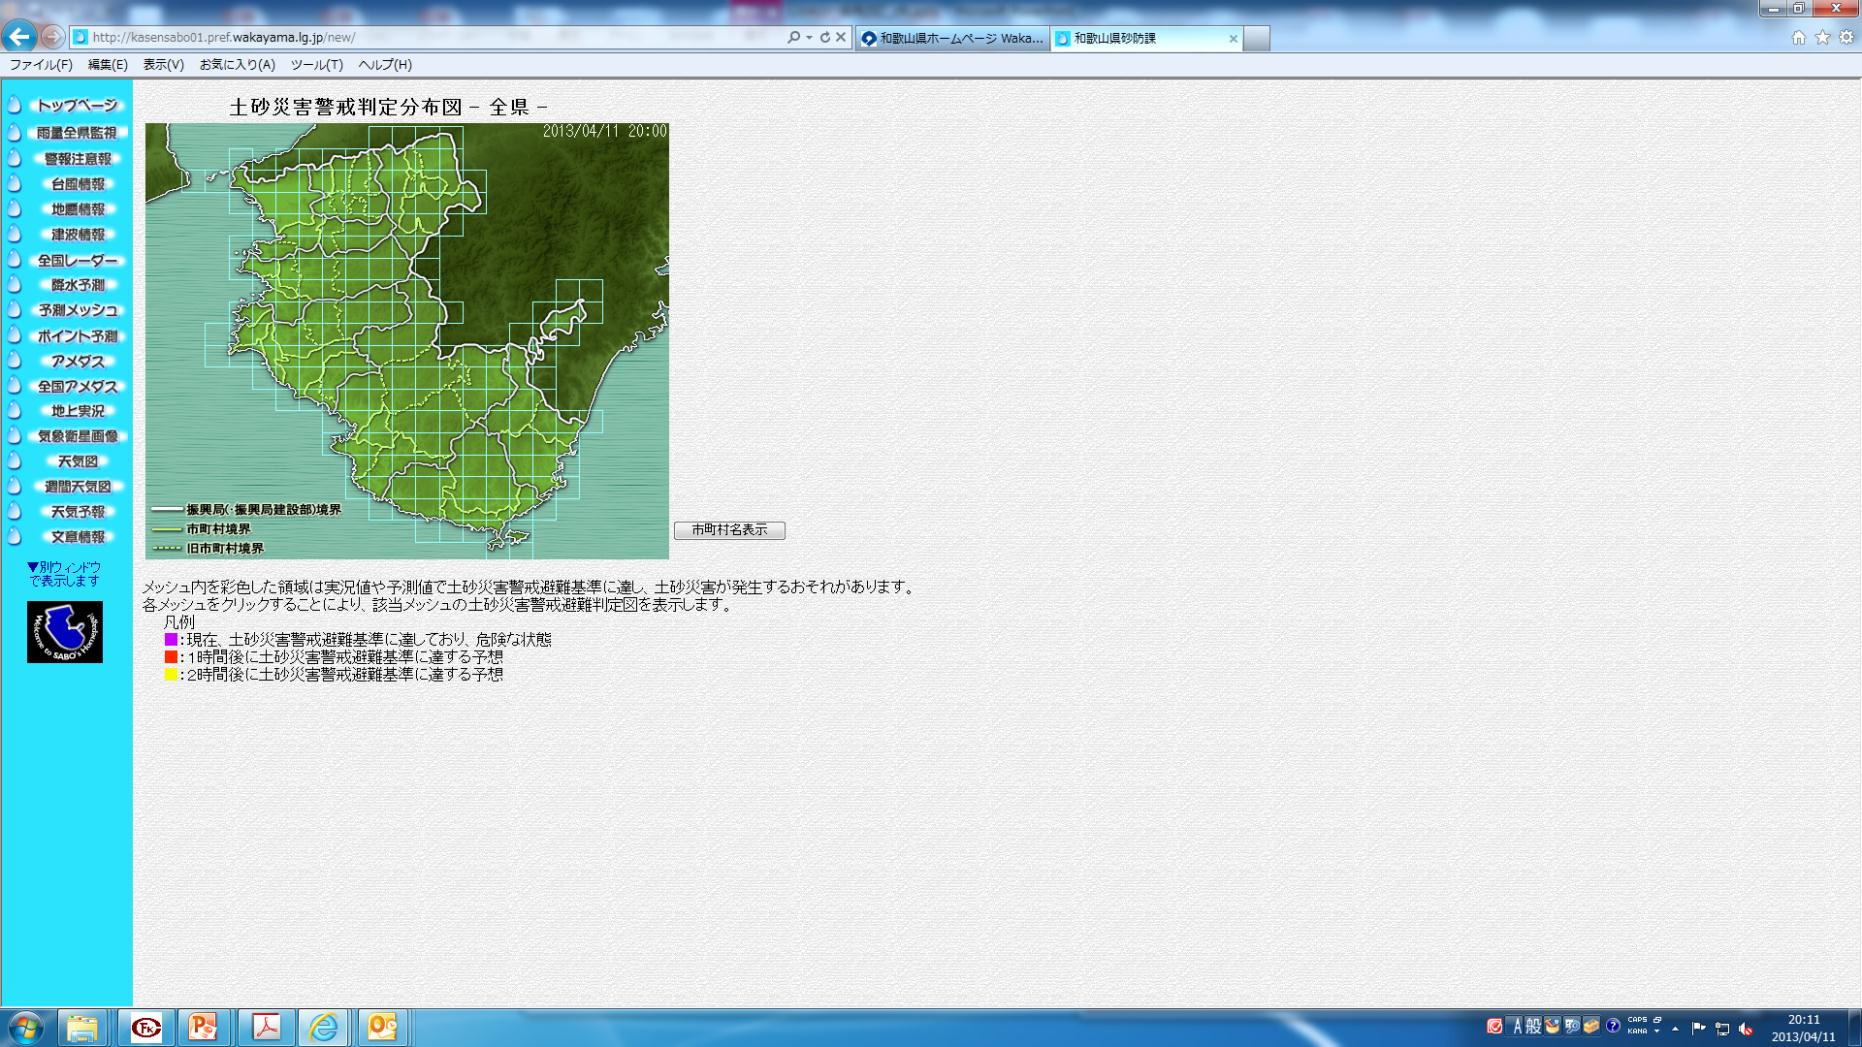 http://kasensabo01.pref.wakayama.lg.jp/new/
和歌山県ホームページ Waka...
和歌山県砂防課
ファイル(F) 編集(E) 表示(V) お気に入り(A) ツール(T) ヘルプ(H)
トップページ
雨量全県監視
警報注意報
台風情報
地震情報
津波情報
全国レーダー
降水予測
予測メッシュ
ポイント予測
アメダス
全国アメダス
地上実況
気象衛星画像
天気図
週間天気図
天気予報
文章情報
▼別ウィンドウ
で表示します
Welcome to SABO's Homepage!
土砂災害警戒判定分布図 － 全県 －
2013/04/11 20:00
振興局(・振興局建設部)境界
市町村境界
旧市町村境界
市町村名表示
メッシュ内を彩色した領域は実況値や予測値で土砂災害警戒避難基準に達し、土砂災害が発生するおそれがあります。
各メッシュをクリックすることにより、該当メッシュの土砂災害警戒避難判定図を表示します。
凡例
■：現在、土砂災害警戒避難基準に達しており、危険な状態
■：1時間後に土砂災害警戒避難基準に達する予想
■：2時間後に土砂災害警戒避難基準に達する予想
A 般
CAPS
KANA
20:11
2013/04/11